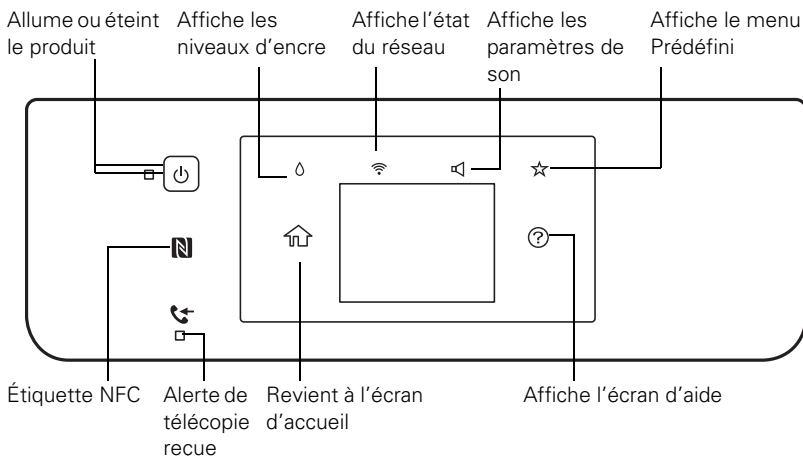 Allume ou éteint
le produit
Affiche les
niveaux d'encre
Affiche l'état
du réseau
Affiche les
paramètres de
son
Affiche le menu
Prédéfini
Étiquette NFC
Alerte de
télécopie
recue
Revient à l'écran
d'accueil
Affiche l'écran d'aide